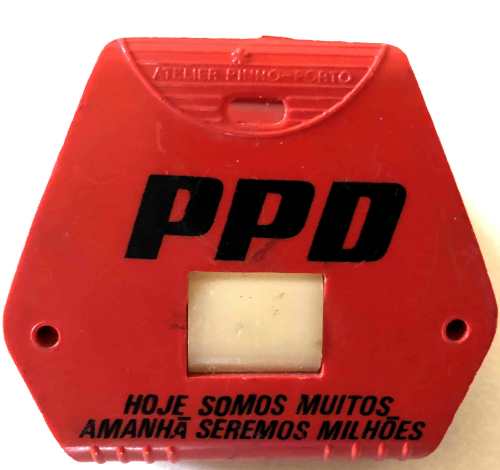 ATELIER PINHO-PORTO
PPD
HOJE SOMOS MUITOS
AMANHÃ SEREMOS MILHÕES